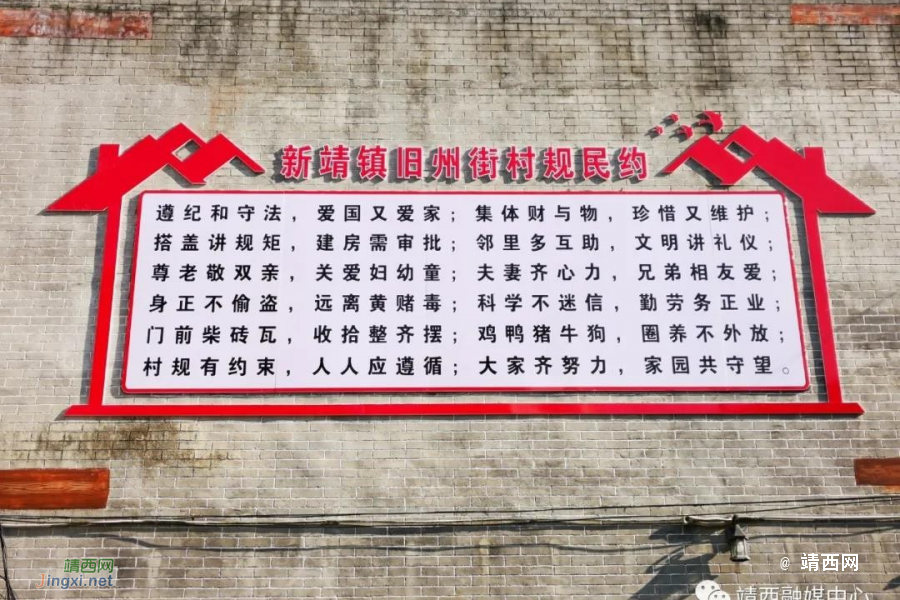 新靖镇旧州街村规民约
遵纪和守法，爱国又爱家；集体财与物，珍惜又维护；
搭盖讲规矩，建房需审批；邻里多互助，文明讲礼仪；
尊老敬双亲，关爱妇幼童；夫妻齐心力，兄弟相友爱；
身正不偷盗，远离黄赌毒；科学不迷信，勤劳务正业；
门前柴砖瓦，收拾整齐摆；鸡鸭猪牛狗，圈养不外放；
村规有约束，人人应遵循；大家齐努力，家园共守望。
靖西网
Jingxi.net
@ 靖西网
靖西融媒中心